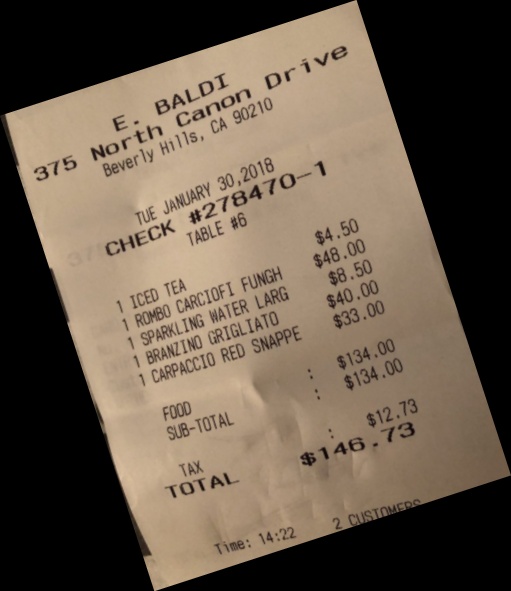 E. BALDI
375 North Canon Drive
Beverly Hills, CA 90210
TUE JANUARY 30,2018
CHECK #278470-1
TABLE #6
1 ICED TEA $4.50
1 ROMBO CARCIOFI FUNGH $48.00
1 SPARKLING WATER LARG $8.50
1 BRANZINO GRIGLIATO $40.00
1 CARPACCIO RED SNAPPE $33.00
FOOD : $134.00
SUB-TOTAL : $134.00
TAX : $12.73
TOTAL $146.73
Time: 14:22 2 CUSTOMERS